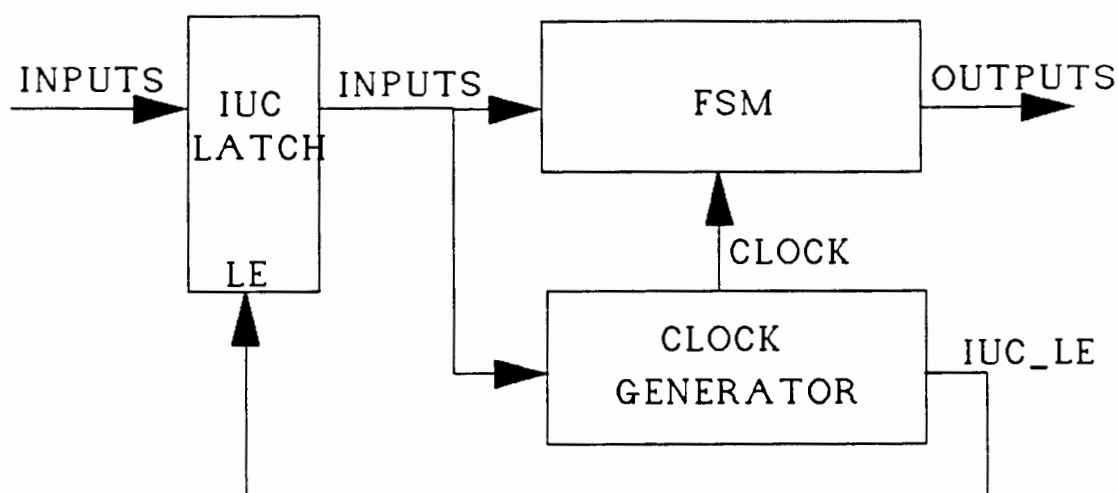 INPUTS
IUC
LATCH
LE
INPUTS
FSM
OUTPUTS
CLOCK
CLOCK
GENERATOR
IUC_LE